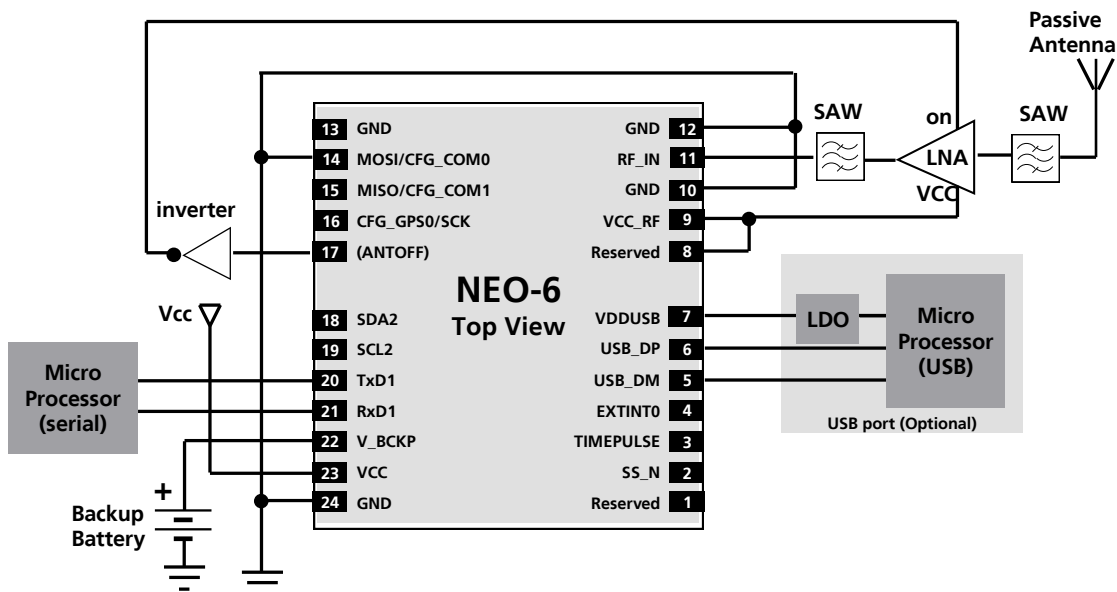 Passive
Antenna
SAW
on
SAW
LNA
VCC
13 GND
14 MOSI/CFG_COM0
15 MISO/CFG_COM1
16 CFG_GPS0/SCK
17 (ANTOFF)
18 SDA2
19 SCL2
20 TxD1
21 RxD1
22 V_BCKP
23 VCC
24 GND
GND 12
RF_IN 11
GND 10
VCC_RF 9
Reserved 8
VDDUSB 7
USB_DP 6
USB_DM 5
EXTINT0 4
TIMEPULSE 3
SS_N 2
Reserved 1
NEO-6
Top View
inverter
Vcc
Micro
Processor
(serial)
+
Backup
Battery
LDO
Micro
Processor
(USB)
USB port (Optional)